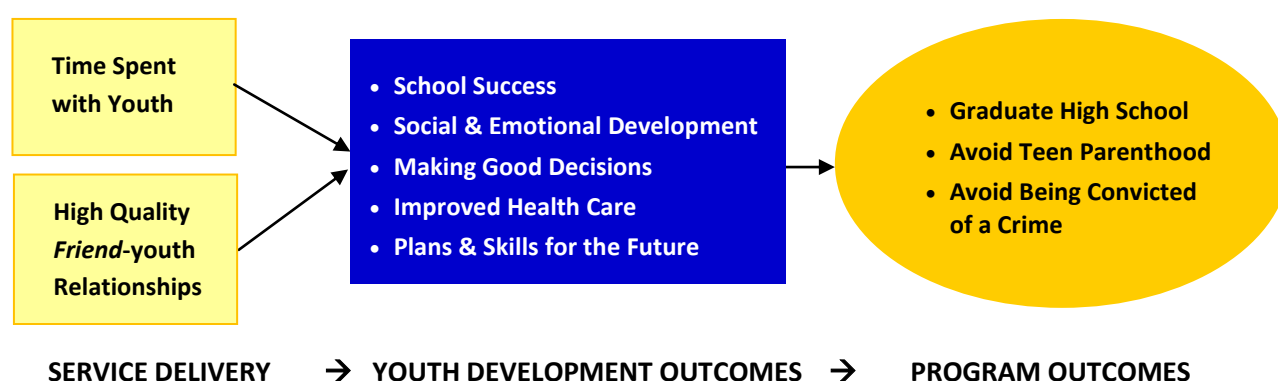 Time Spent
with Youth
High Quality
Friend-youth
Relationships
• School Success
• Social & Emotional Development
• Making Good Decisions
• Improved Health Care
• Plans & Skills for the Future
• Graduate High School
• Avoid Teen Parenthood
• Avoid Being Convicted
of a Crime
SERVICE DELIVERY → YOUTH DEVELOPMENT OUTCOMES → PROGRAM OUTCOMES